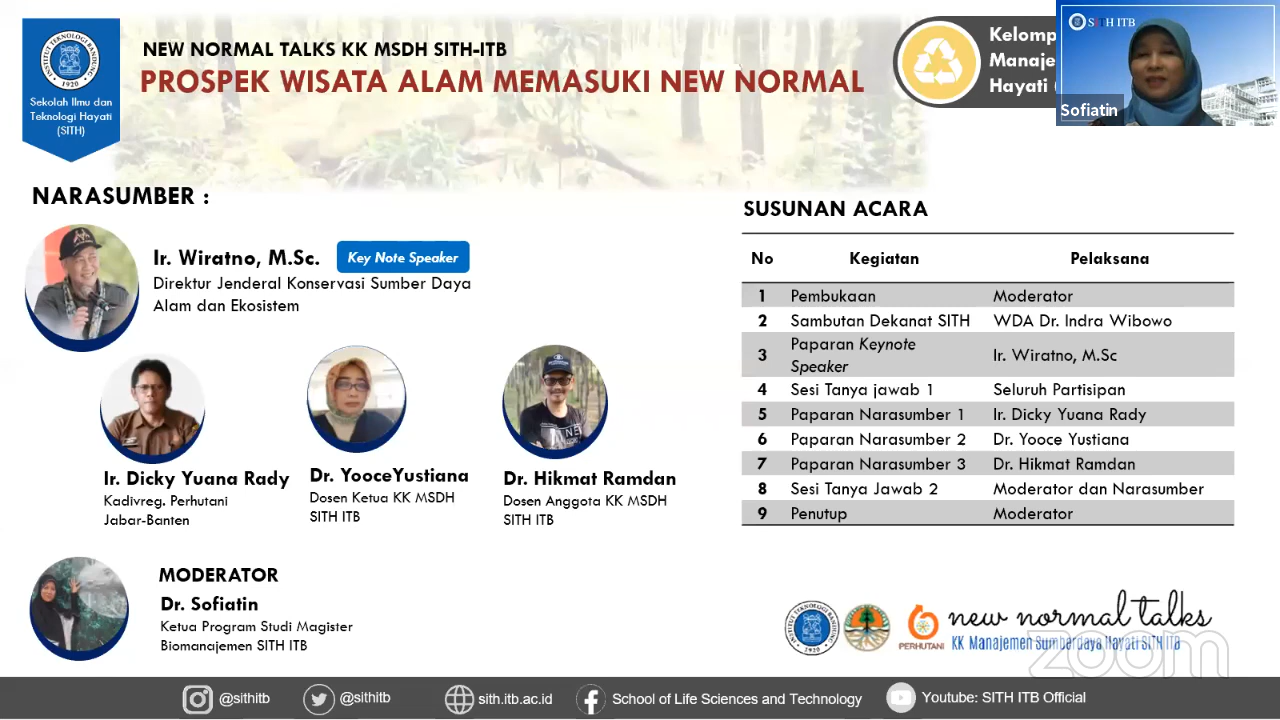 INSTITUT TEKNOLOGI BANDUNG
1920
Sekolah Ilmu dan
Teknologi Hayati
(SITH)
NEW NORMAL TALKS KK MSDH SITH-ITB
PROSPEK WISATA ALAM MEMASUKI NEW NORMAL
Kelomp
Manaje
Hayati
SITH ITB
Sofiatin
NARASUMBER :
Ir. Wiratno, M.Sc.
Key Note Speaker
Direktur Jenderal Konservasi Sumber Daya
Alam dan Ekosistem
Ir. Dicky Yuana Rady
Kadivreg. Perhutani
Jabar-Banten
Dr. YooceYustiana
Dosen Ketua KK MSDH
SITH ITB
Dr. Hikmat Ramdan
Dosen Anggota KK MSDH
SITH ITB
MODERATOR
Dr. Sofiatin
Ketua Program Studi Magister
Biomanajemen SITH ITB
SUSUNAN ACARA
No Kegiatan Pelaksana
1 Pembukaan Moderator
2 Sambutan Dekanat SITH WDA Dr. Indra Wibowo
3 Paparan Keynote Speaker Ir. Wiratno, M.Sc
4 Sesi Tanya jawab 1 Seluruh Partisipan
5 Paparan Narasumber 1 Ir. Dicky Yuana Rady
6 Paparan Narasumber 2 Dr. Yooce Yustiana
7 Paparan Narasumber 3 Dr. Hikmat Ramdan
8 Sesi Tanya Jawab 2 Moderator dan Narasumber
9 Penutup Moderator
INSTITUT TEKNOLOGI BANDUNG
1920
PERHUTANI
new normal talks
KK Manajemen Sumberdaya Hayati SITH ITB
zoom
@sithitb
@sithitb
sith.itb.ac.id
School of Life Sciences and Technology
Youtube: SITH ITB Official